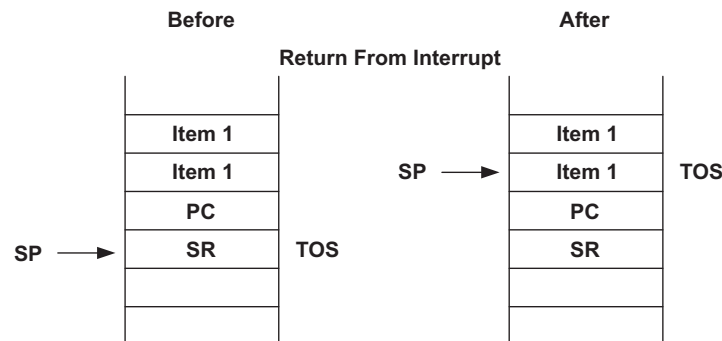 Before After
Return From Interrupt
Item 1 Item 1
Item 1 SP Item 1 TOS
PC PC
SP SR TOS SR